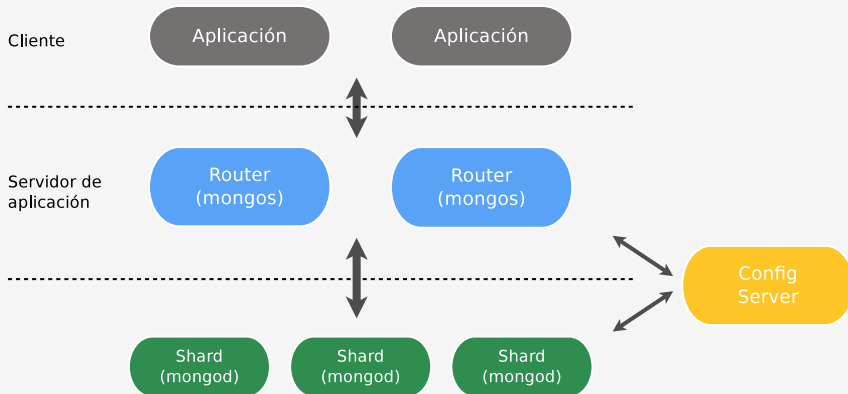 Cliente
Aplicación
Aplicación
Servidor de
aplicación
Router
(mongos)
Router
(mongos)
Config
Server
Shard
(mongod)
Shard
(mongod)
Shard
(mongod)